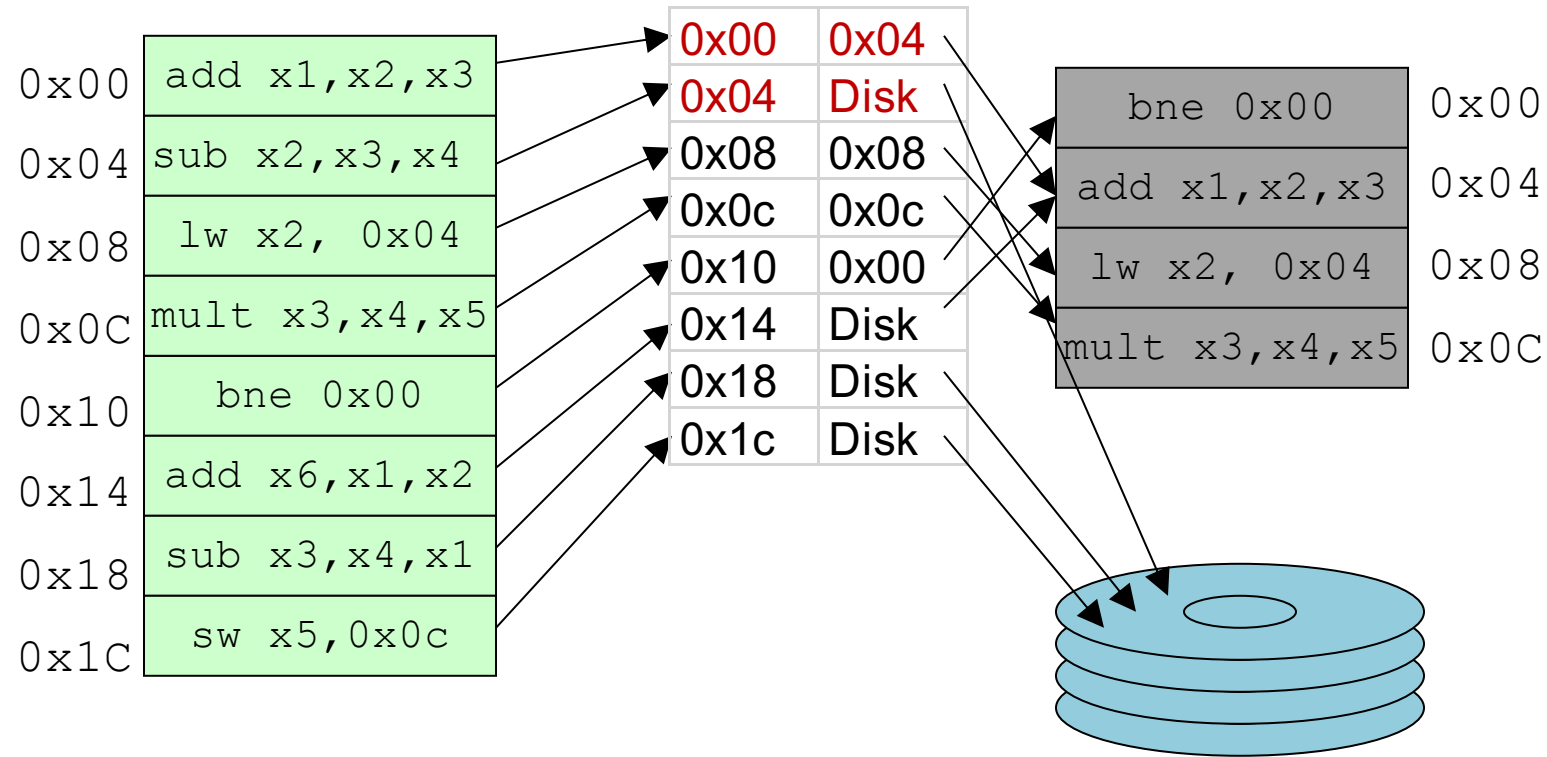 0x00 add x1,x2,x3
0x04 sub x2,x3,x4
0x08 lw x2, 0x04
0x0C mult x3,x4,x5
0x10 bne 0x00
0x14 add x6,x1,x2
0x18 sub x3,x4,x1
0x1C sw x5,0x0c
0x00 0x04
0x04 Disk
0x08 0x08
0x0c 0x0c
0x10 0x00
0x14 Disk
0x18 Disk
0x1c Disk
bne 0x00 0x00
add x1,x2,x3 0x04
lw x2, 0x04 0x08
mult x3,x4,x5 0x0C